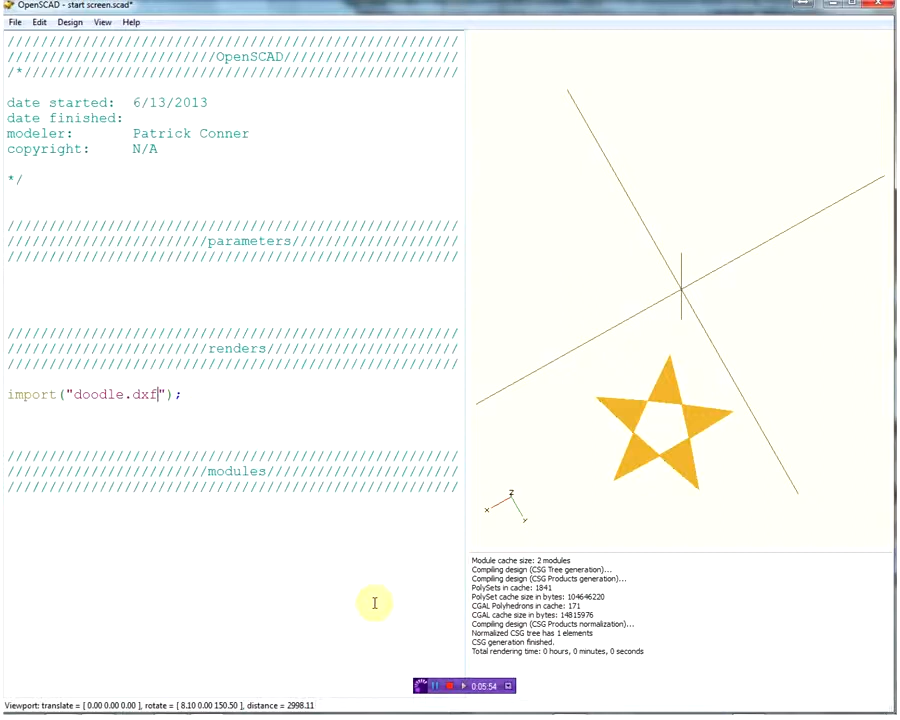 OpenSCAD - start screen.scad*
File Edit Design View Help
////////////////////////////////////////////////////////
/////////////////////////OpenSCAD///////////////////////
/*//////////////////////////////////////////////////////
date started: 6/13/2013
date finished:
modeler: Patrick Conner
copyright: N/A
*/
////////////////////////////////////////////////////////
////////////////////////parameters//////////////////////
////////////////////////////////////////////////////////
////////////////////////////////////////////////////////
////////////////////////renders/////////////////////////
////////////////////////////////////////////////////////
import("doodle.dxf");
////////////////////////////////////////////////////////
////////////////////////modules/////////////////////////
////////////////////////////////////////////////////////
Z
X
Y
Module cache size: 2 modules
Compiling design (CSG Tree generation)...
Compiling design (CSG Products generation)...
PolySets in cache: 1841
PolySet cache size in bytes: 104646220
CGAL Polyhedrons in cache: 171
CGAL cache size in bytes: 14815976
Compiling design (CSG Products normalization)...
Normalized CSG tree has 1 elements
CSG generation finished.
Total rendering time: 0 hours, 0 minutes, 0 seconds
0:05:54
Viewport: translate = [ 0.00 0.00 0.00 ], rotate = [ 8.10 0.00 150.50 ], distance = 2998.11